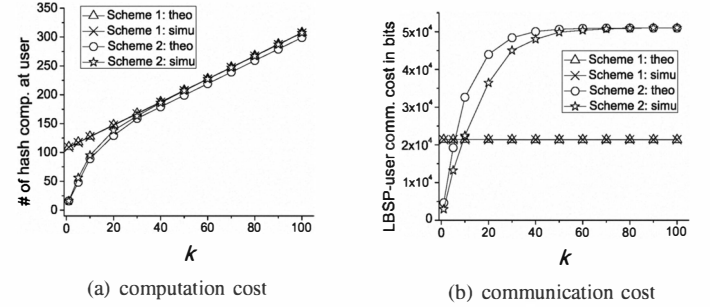 Scheme 1: theo
Scheme 1: simu
Scheme 2: theo
Scheme 2: simu
# of hash comp. at user
350
300
250
200
150
100
50
0
0 20 40 60 80 100
k
(a) computation cost
Scheme 1: theo
Scheme 1: simu
Scheme 2: theo
Scheme 2: simu
LBSP-user comm. cost in bits
5x10⁴
4x10⁴
3x10⁴
2x10⁴
1x10⁴
0
0 20 40 60 80 100
k
(b) communication cost